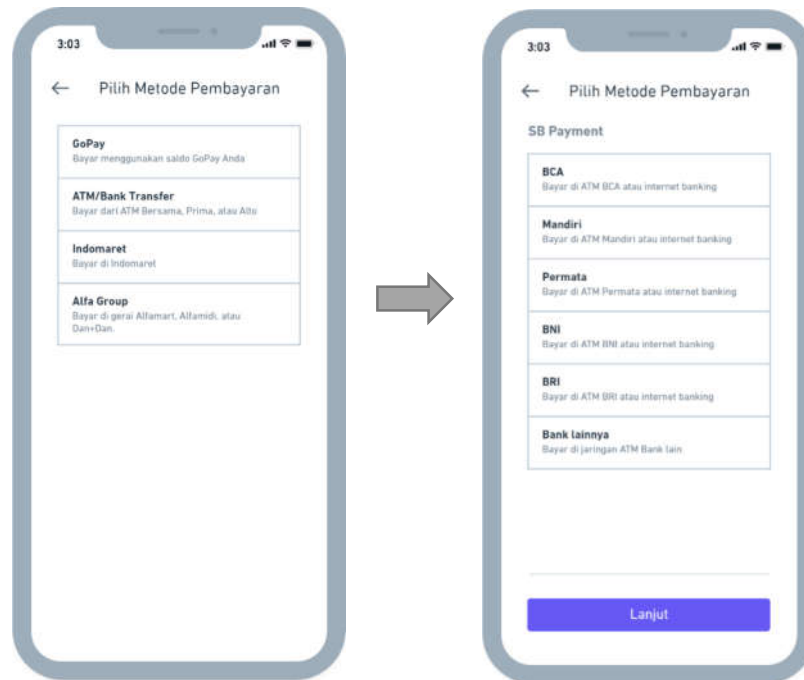 3:03
Pilih Metode Pembayaran
GoPay
Bayar menggunakan saldo GoPay Anda
ATM/Bank Transfer
Bayar dari ATM Bersama, Prima, atau Alto
Indomaret
Bayar di Indomaret
Alfa Group
Bayar di gerai Alfamart, Alfamidi, atau
Dan+Dan.
3:03
Pilih Metode Pembayaran
SB Payment
BCA
Bayar di ATM BCA atau internet banking
Mandiri
Bayar di ATM Mandiri atau internet banking
Permata
Bayar di ATM Permata atau internet banking
BNI
Bayar di ATM BNI atau internet banking
BRI
Bayar di ATM BRI atau internet banking
Bank lainnya
Bayar di jaringan ATM Bank lain
Lanjut